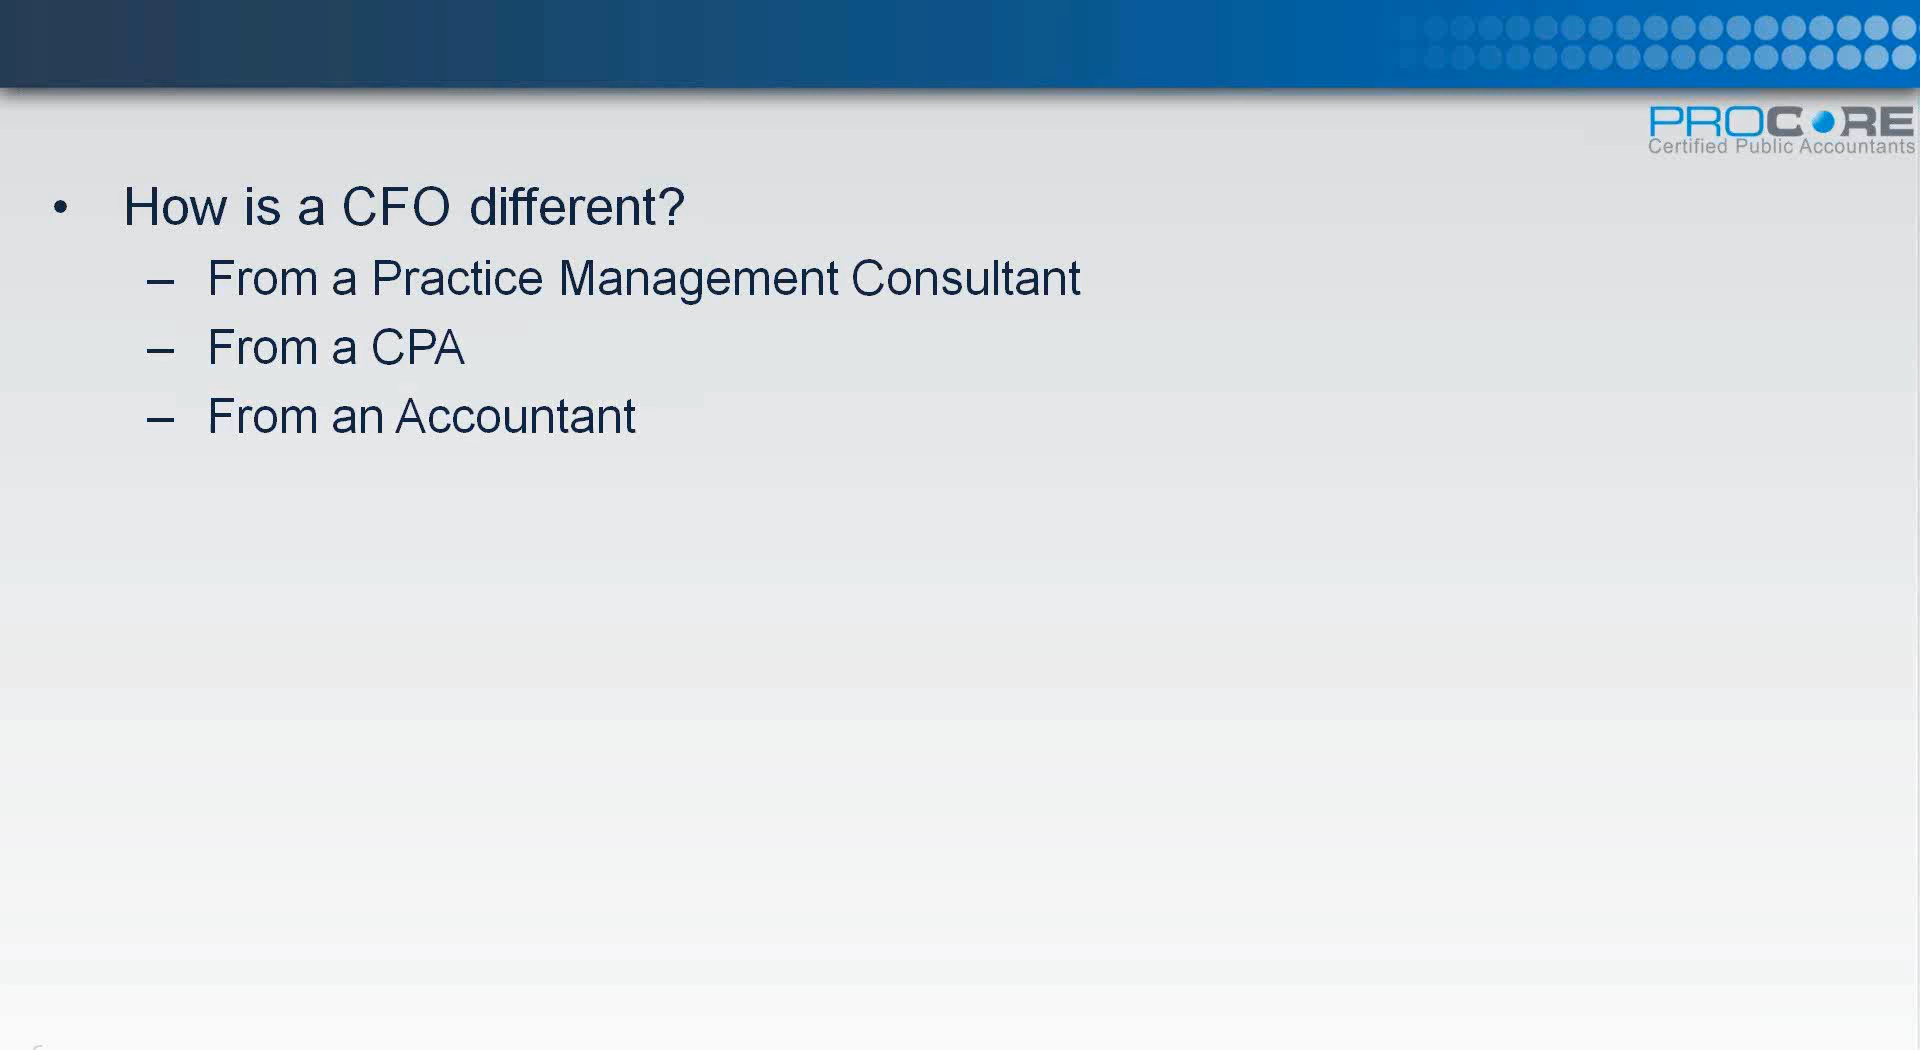 PROCORE
Certified Public Accountants
• How is a CFO different?
– From a Practice Management Consultant
– From a CPA
– From an Accountant